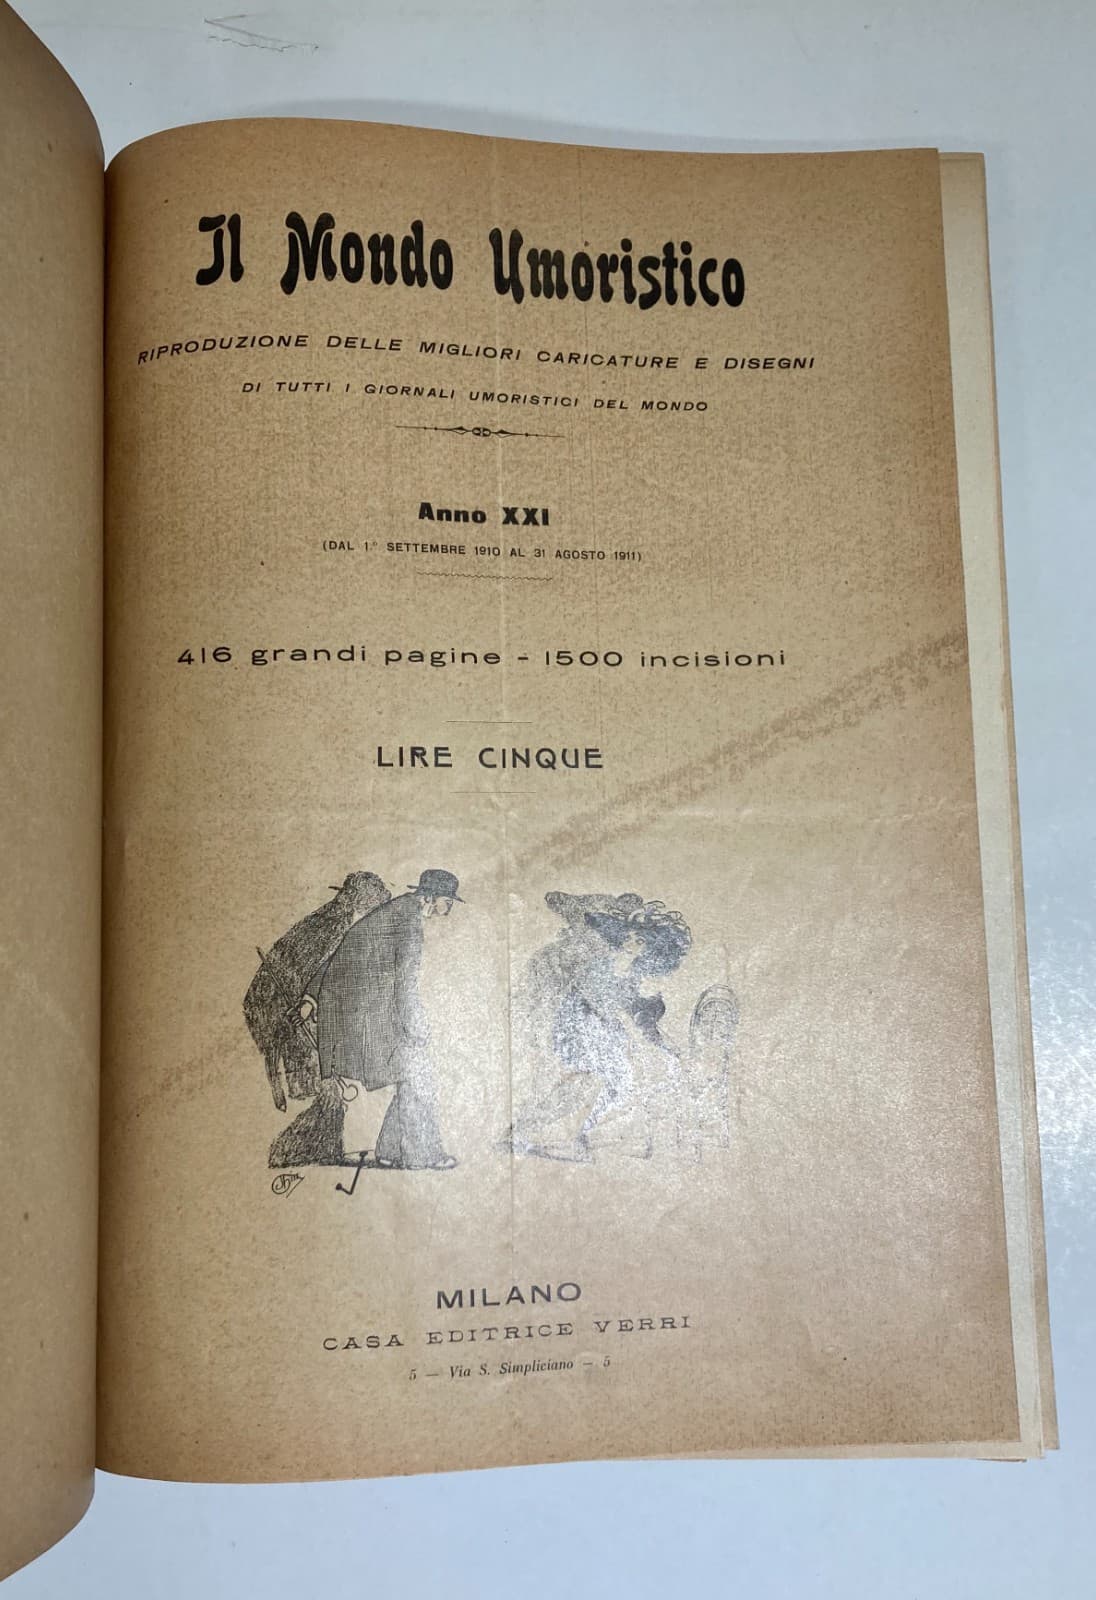 Il Mondo Umoristico
RIPRODUZIONE DELLE MIGLIORI CARICATURE E DISEGNI
DI TUTTI I GIORNALI UMORISTICI DEL MONDO
Anno XXI
(DAL 1.° SETTEMBRE 1910 AL 31 AGOSTO 1911)
416 grandi pagine - 1500 incisioni
LIRE CINQUE
MILANO
CASA EDITRICE VERRI
5 — Via S. Simpliciano — 5